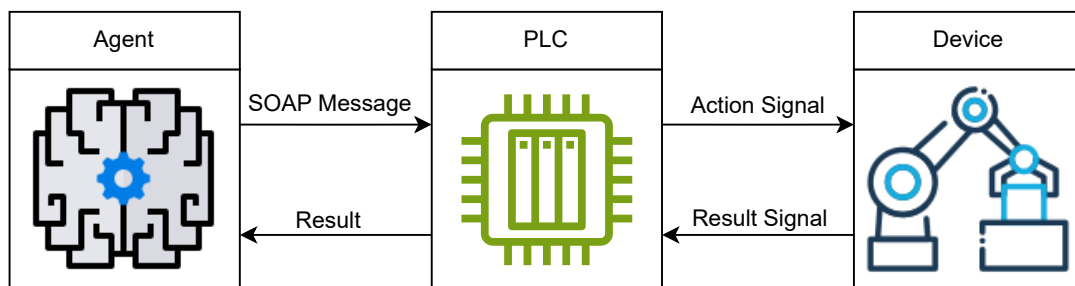 Agent
PLC
Device
SOAP Message
Action Signal
Result
Result Signal